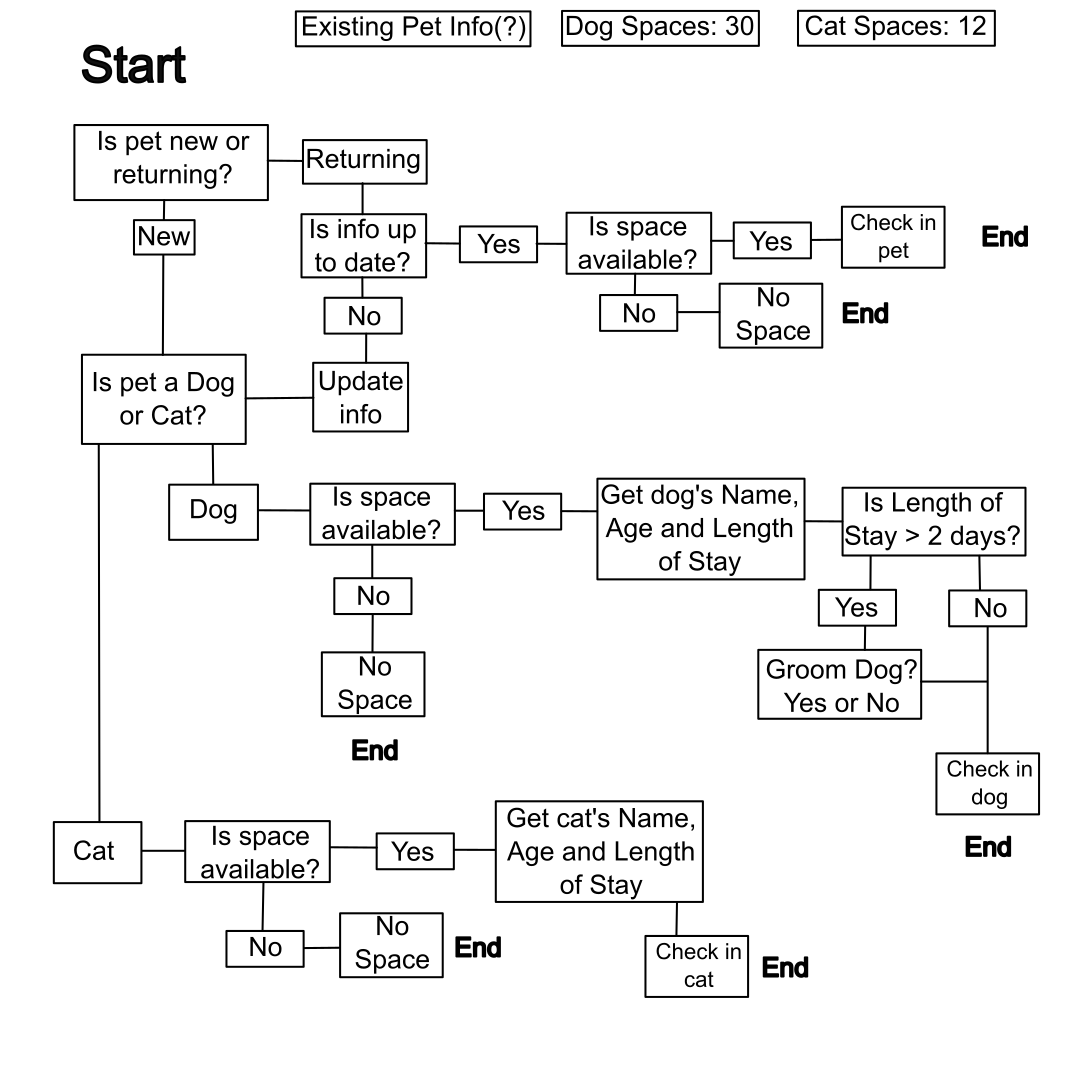 Existing Pet Info(?)
Dog Spaces: 30
Cat Spaces: 12
Start
Is pet new or
returning?
Returning
New
Is info up
to date?
Yes
Is space
available?
Yes
Check in
pet
End
No
No
Space
End
No
Update
info
Is pet a Dog
or Cat?
Dog
Is space
available?
Yes
Get dog's Name,
Age and Length
of Stay
Is Length of
Stay > 2 days?
Yes
No
Groom Dog?
Yes or No
No
No
Space
End
Check in
dog
End
Cat
Is space
available?
Yes
Get cat's Name,
Age and Length
of Stay
No
No
Space
End
Check in
cat
End